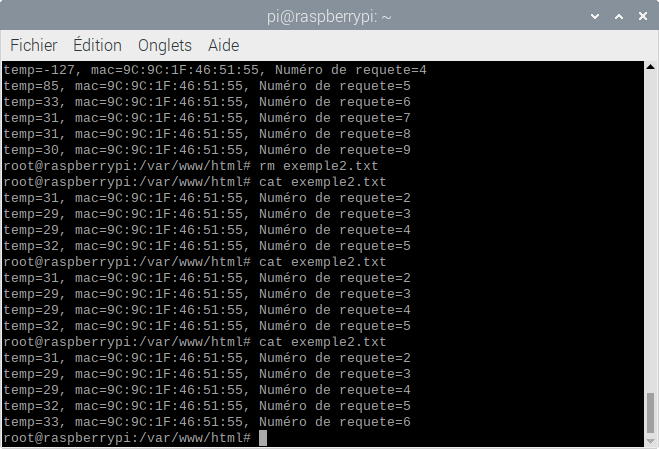 pi@raspberrypi: ~
Fichier Édition Onglets Aide
temp=-127, mac=9C:9C:1F:46:51:55, Numéro de requete=4
temp=85, mac=9C:9C:1F:46:51:55, Numéro de requete=5
temp=33, mac=9C:9C:1F:46:51:55, Numéro de requete=6
temp=31, mac=9C:9C:1F:46:51:55, Numéro de requete=7
temp=31, mac=9C:9C:1F:46:51:55, Numéro de requete=8
temp=30, mac=9C:9C:1F:46:51:55, Numéro de requete=9
root@raspberrypi:/var/www/html# rm exemple2.txt
root@raspberrypi:/var/www/html# cat exemple2.txt
temp=31, mac=9C:9C:1F:46:51:55, Numéro de requete=2
temp=29, mac=9C:9C:1F:46:51:55, Numéro de requete=3
temp=29, mac=9C:9C:1F:46:51:55, Numéro de requete=4
temp=32, mac=9C:9C:1F:46:51:55, Numéro de requete=5
root@raspberrypi:/var/www/html# cat exemple2.txt
temp=31, mac=9C:9C:1F:46:51:55, Numéro de requete=2
temp=29, mac=9C:9C:1F:46:51:55, Numéro de requete=3
temp=29, mac=9C:9C:1F:46:51:55, Numéro de requete=4
temp=32, mac=9C:9C:1F:46:51:55, Numéro de requete=5
root@raspberrypi:/var/www/html# cat exemple2.txt
temp=31, mac=9C:9C:1F:46:51:55, Numéro de requete=2
temp=29, mac=9C:9C:1F:46:51:55, Numéro de requete=3
temp=29, mac=9C:9C:1F:46:51:55, Numéro de requete=4
temp=32, mac=9C:9C:1F:46:51:55, Numéro de requete=5
temp=33, mac=9C:9C:1F:46:51:55, Numéro de requete=6
root@raspberrypi:/var/www/html#